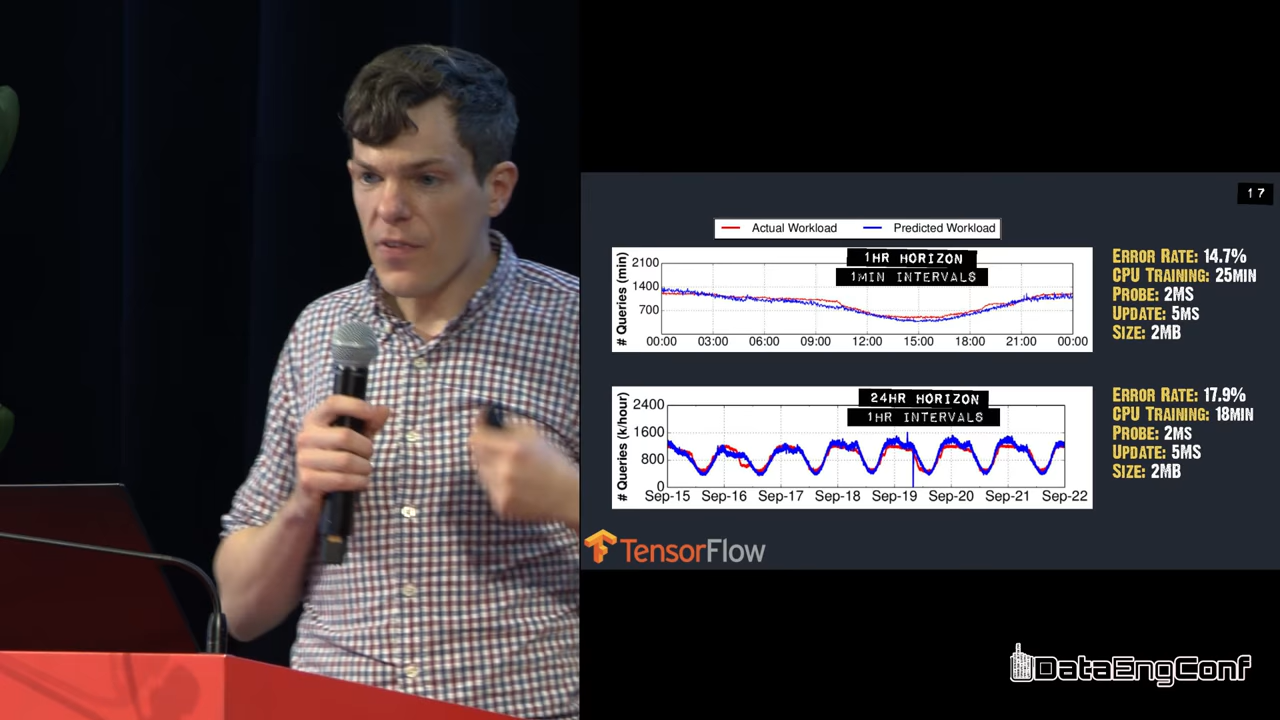 17
Actual Workload Predicted Workload
1HR HORIZON
1MIN INTERVALS
# Queries (min)
2100
1400
700
00:00 03:00 06:00 09:00 12:00 15:00 18:00 21:00 00:00
ERROR RATE: 14.7%
CPU TRAINING: 25MIN
PROBE: 2MS
UPDATE: 5MS
SIZE: 2MB
24HR HORIZON
1HR INTERVALS
# Queries (k/hour)
2400
1600
800
0
Sep-15 Sep-16 Sep-17 Sep-18 Sep-19 Sep-20 Sep-21 Sep-22
ERROR RATE: 17.9%
CPU TRAINING: 18MIN
PROBE: 2MS
UPDATE: 5MS
SIZE: 2MB
TensorFlow
DataEngConf